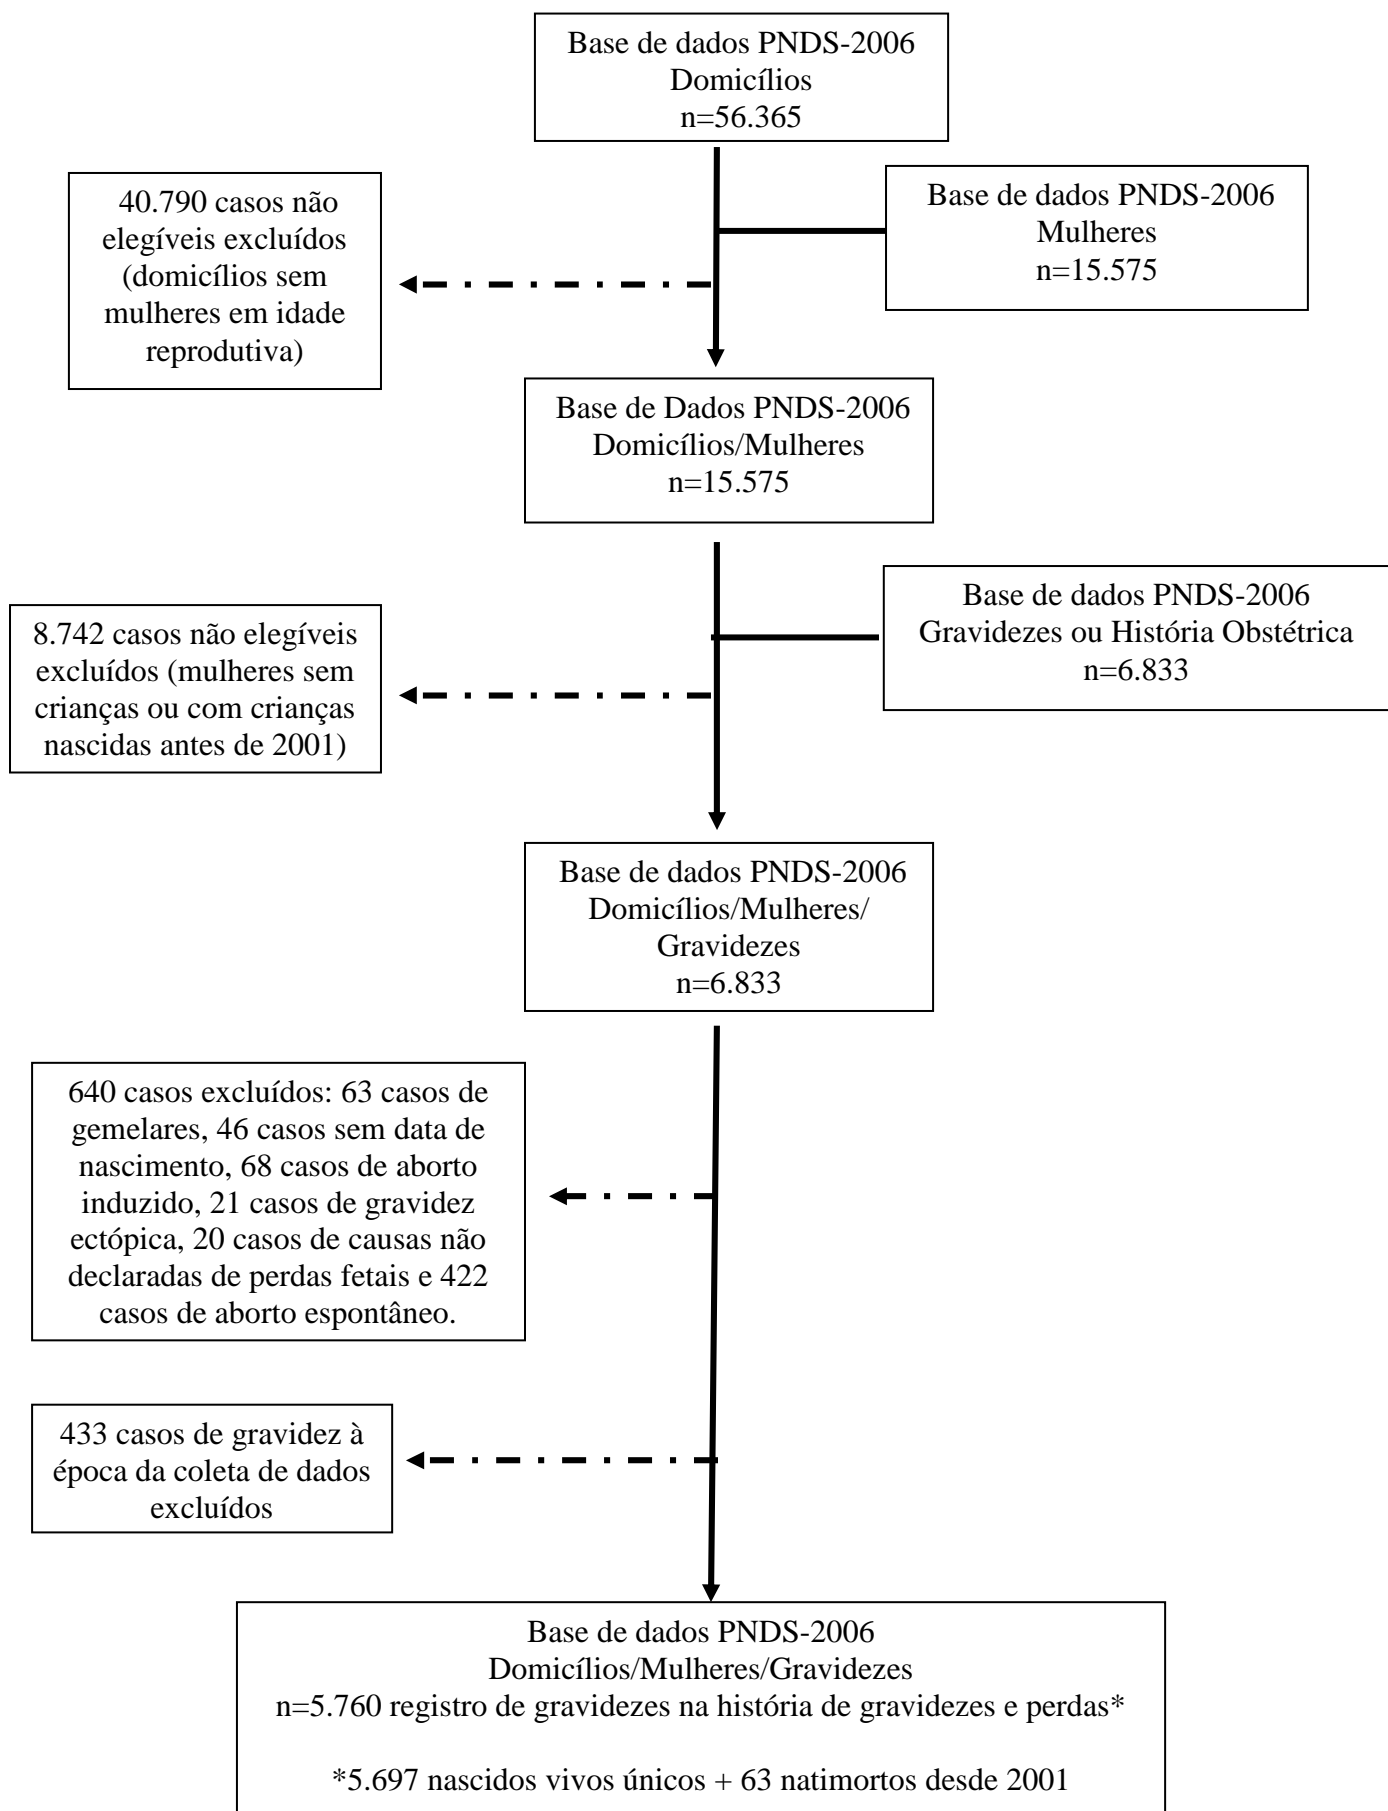 Base de dados PNDS-2006
Domicílios
n=56.365
40.790 casos não
elegíveis excluídos
(domicílios sem
mulheres em idade
reprodutiva)
Base de dados PNDS-2006
Mulheres
n=15.575
Base de Dados PNDS-2006
Domicílios/Mulheres
n=15.575
8.742 casos não elegíveis
excluídos (mulheres sem
crianças ou com crianças
nascidas antes de 2001)
Base de dados PNDS-2006
Gravidezes ou História Obstétrica
n=6.833
Base de dados PNDS-2006
Domicílios/Mulheres/
Gravidezes
n=6.833
640 casos excluídos: 63 casos de
gemelares, 46 casos sem data de
nascimento, 68 casos de aborto
induzido, 21 casos de gravidez
ectópica, 20 casos de causas não
declaradas de perdas fetais e 422
casos de aborto espontâneo.
433 casos de gravidez à
época da coleta de dados
excluídos
Base de dados PNDS-2006
Domicílios/Mulheres/Gravidezes
n=5.760 registro de gravidezes na história de gravidezes e perdas*
*5.697 nascidos vivos únicos + 63 natimortos desde 2001